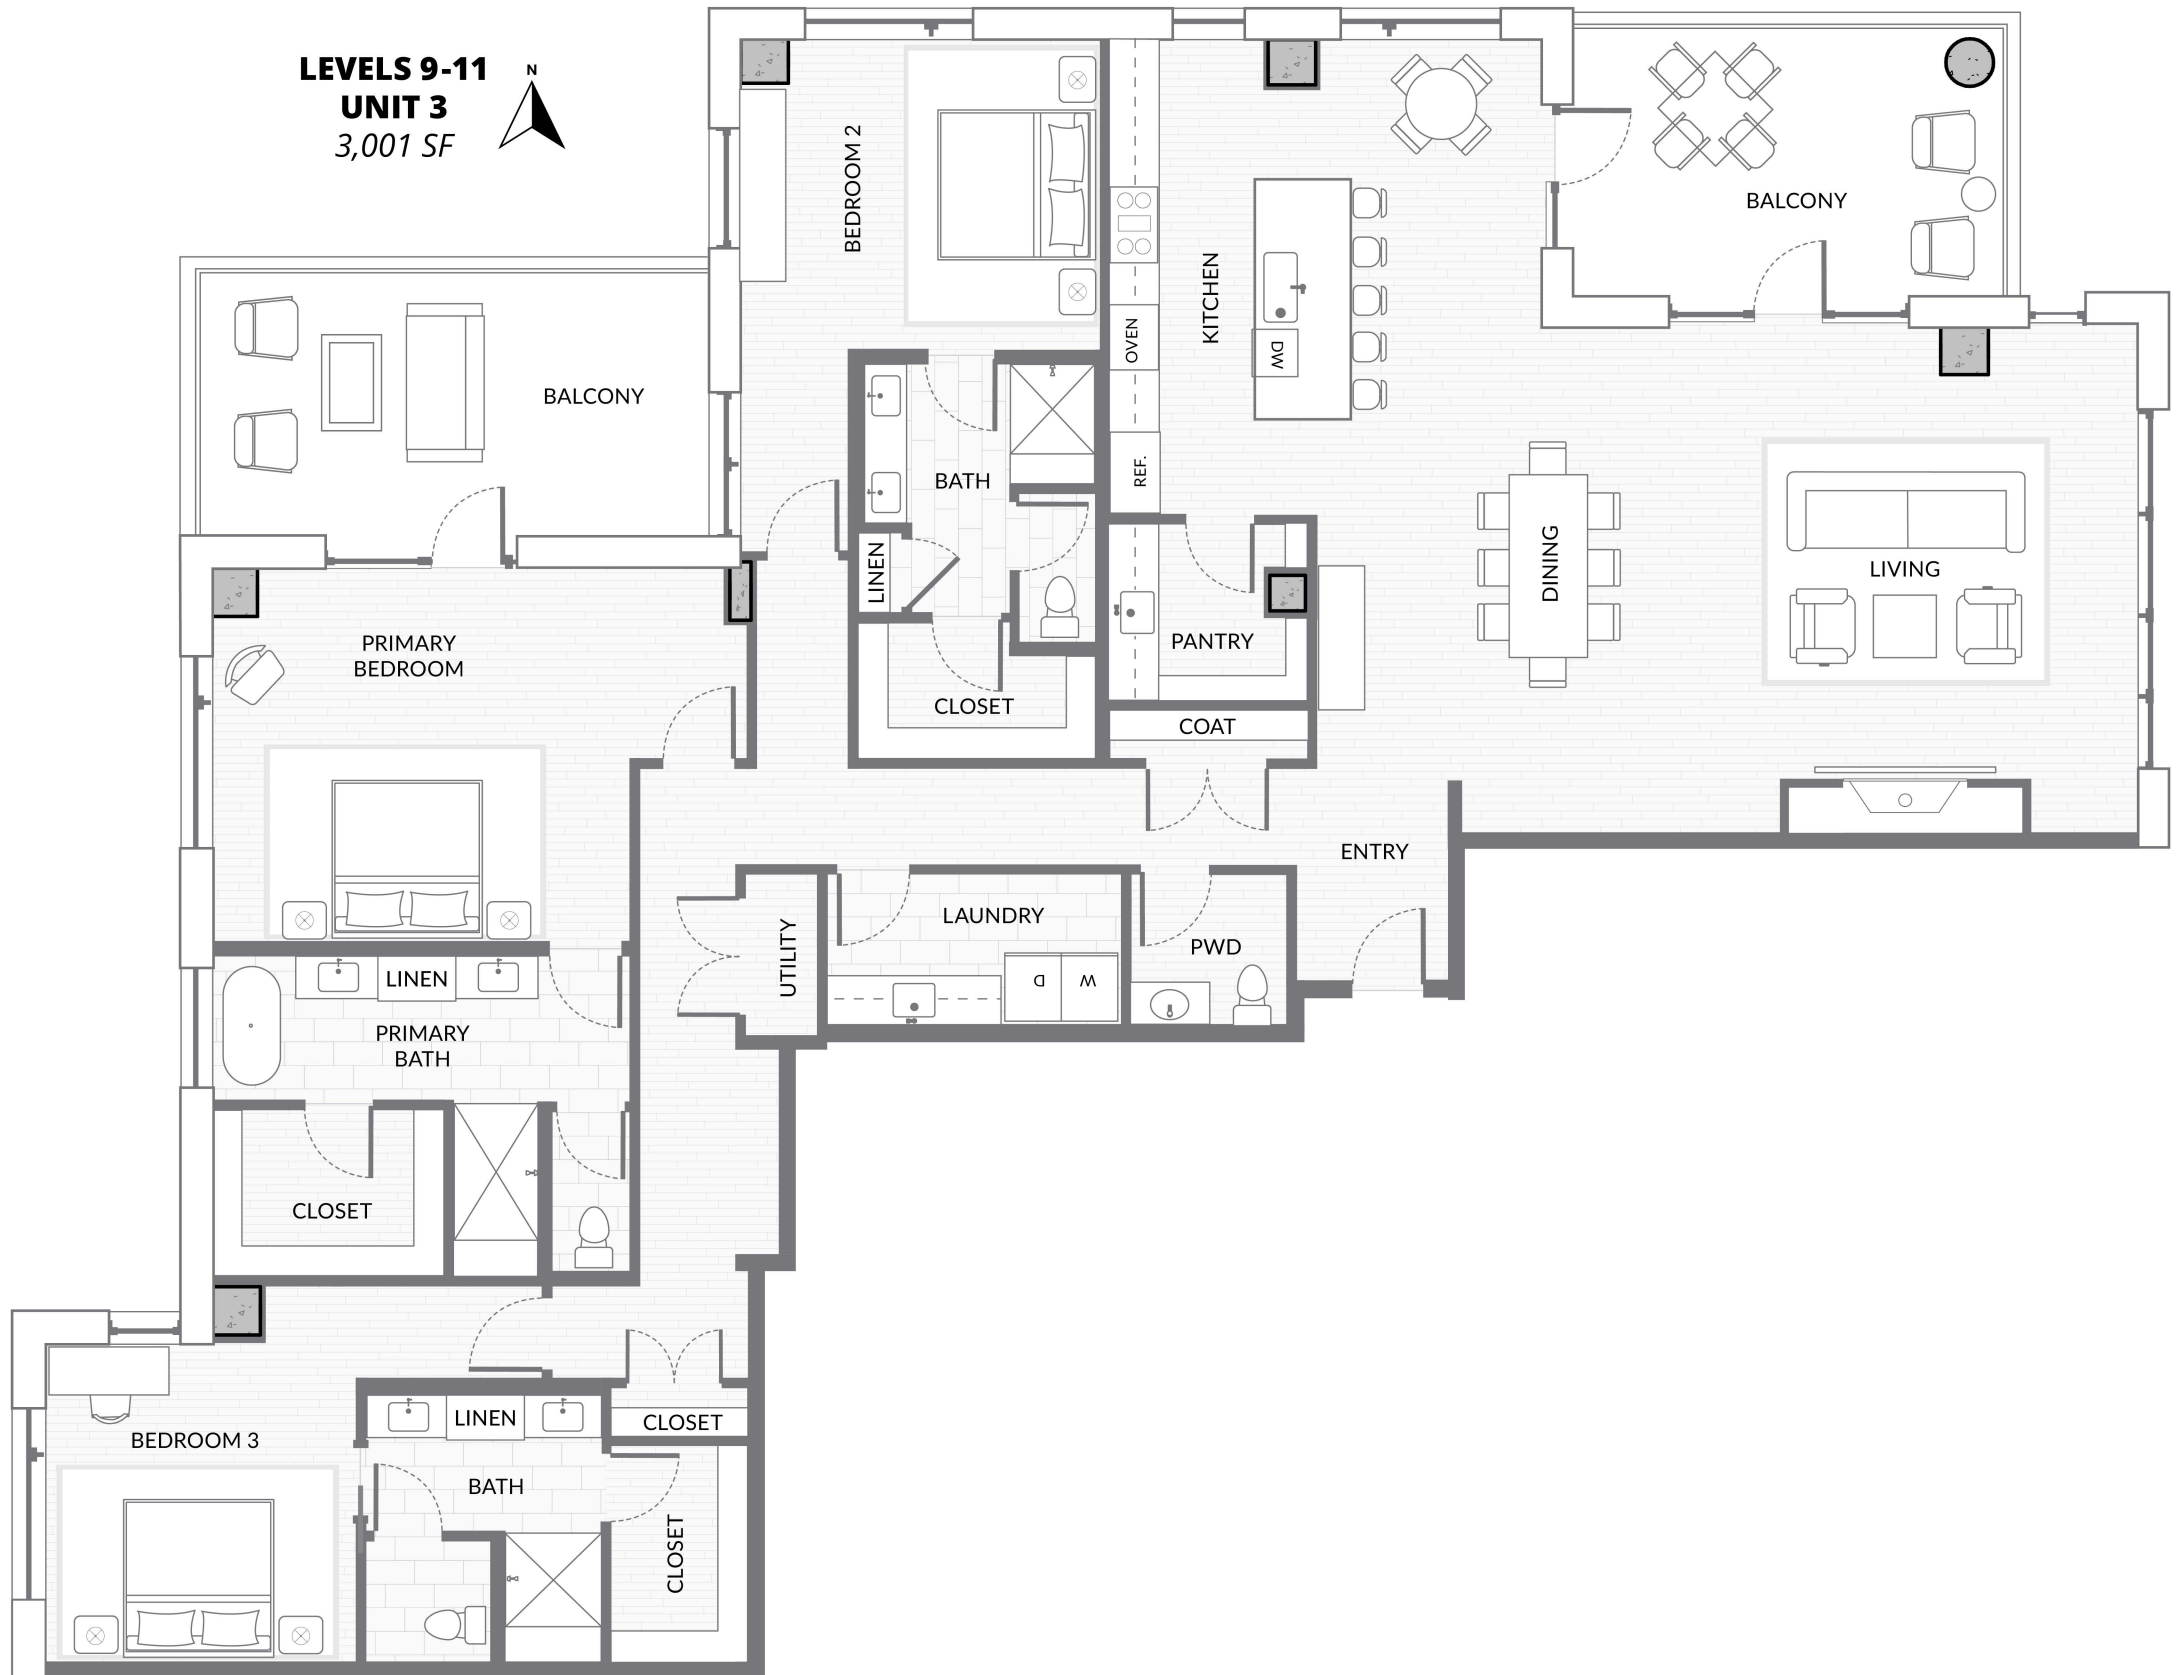 LEVELS 9-11
UNIT 3
3,001 SF
N
BEDROOM 2
KITCHEN
OVEN
DW
REF.
BALCONY
BALCONY
BATH
LINEN
CLOSET
PANTRY
COAT
DINING
LIVING
PRIMARY
BEDROOM
ENTRY
UTILITY
LAUNDRY
D
W
PWD
LINEN
PRIMARY
BATH
CLOSET
BEDROOM 3
LINEN
CLOSET
BATH
CLOSET